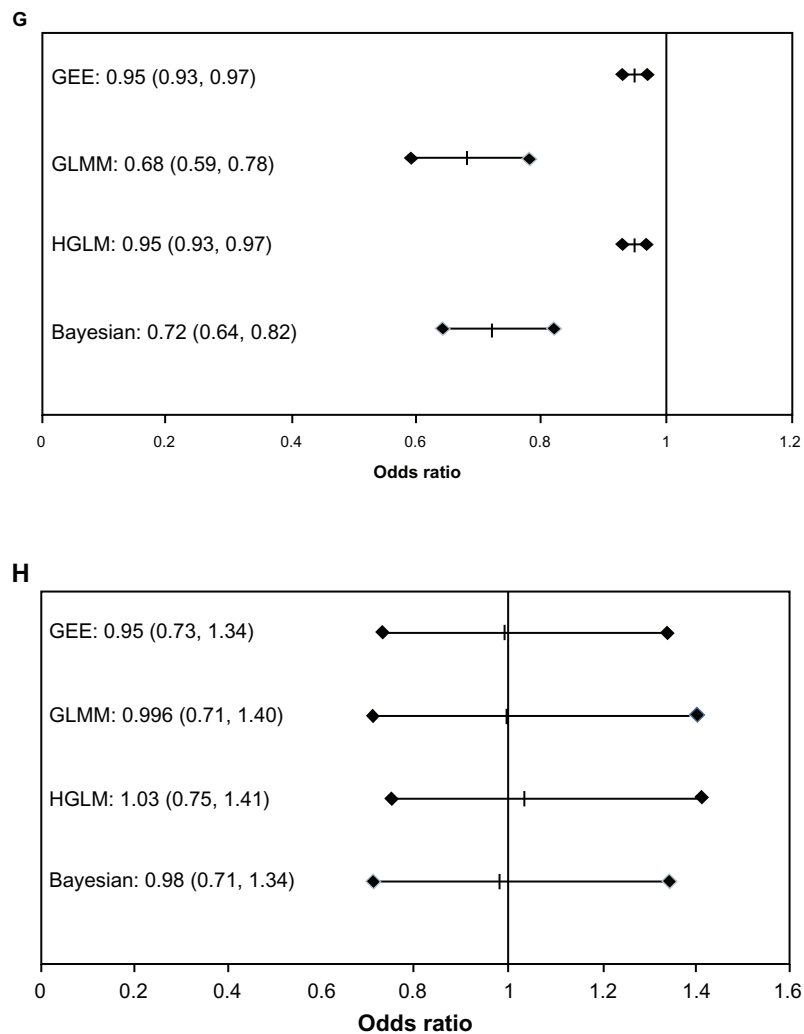 G
GEE: 0.95 (0.93, 0.97)
GLMM: 0.68 (0.59, 0.78)
HGLM: 0.95 (0.93, 0.97)
Bayesian: 0.72 (0.64, 0.82)
0 0.2 0.4 0.6 0.8 1 1.2
Odds ratio
H
GEE: 0.95 (0.73, 1.34)
GLMM: 0.996 (0.71, 1.40)
HGLM: 1.03 (0.75, 1.41)
Bayesian: 0.98 (0.71, 1.34)
0 0.2 0.4 0.6 0.8 1 1.2 1.4 1.6
Odds ratio